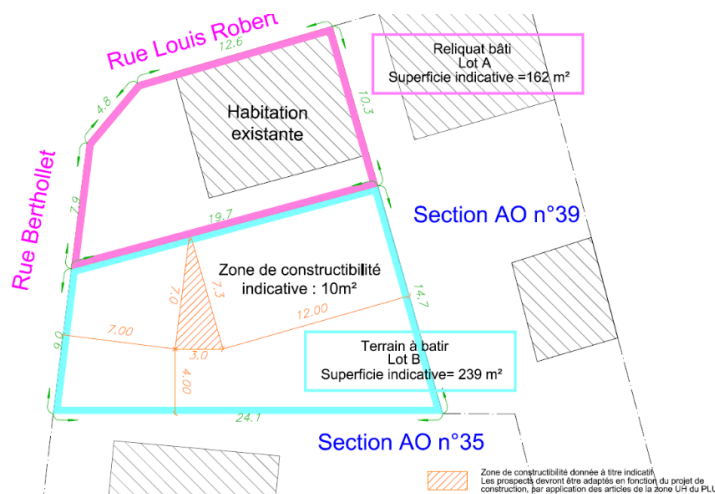 Rue Louis Robert
12.6
Reliquat bâti
Lot A
Superficie indicative =162 m²
4.8
Habitation
existante
10.3
7.6
Rue Berthollet
19.7
Section AO n°39
Zone de constructibilité
indicative : 10m²
7.0
7.3
12.00
14.7
7.00
9.0
3.0
4.00
Terrain à batir
Lot B
Superficie indicative= 239 m²
24.1
Section AO n°35
Zone de constructibilité donnée à titre indicatif
Les prospects devront être adaptés en fonction du projet de
construction, par application des articles de la zone UH du PLU